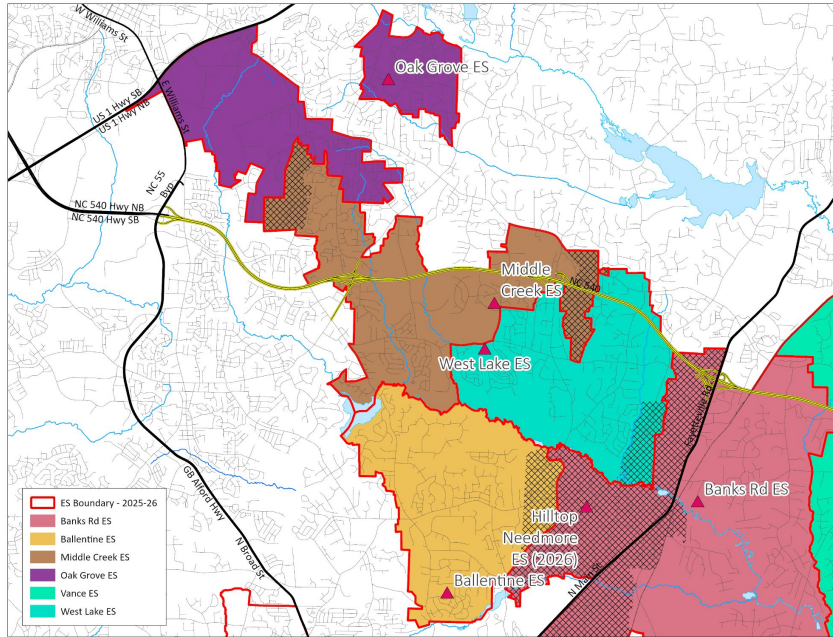 W Williams St
Oak Grove ES
US 1 Hwy SB
US 1 Hwy NB
E Williams St
NC 55
Byp
NC 540 Hwy NB
NC 540 Hwy SB
Middle
Creek ES
NC 540
West Lake ES
Fayetteville Rd
GB Alford Hwy
N Broad St
Banks Rd ES
Hilltop
Needmore
ES (2026)
Ballentine ES
N Main St
ES Boundary - 2025-26
Banks Rd ES
Ballentine ES
Middle Creek ES
Oak Grove ES
Vance ES
West Lake ES